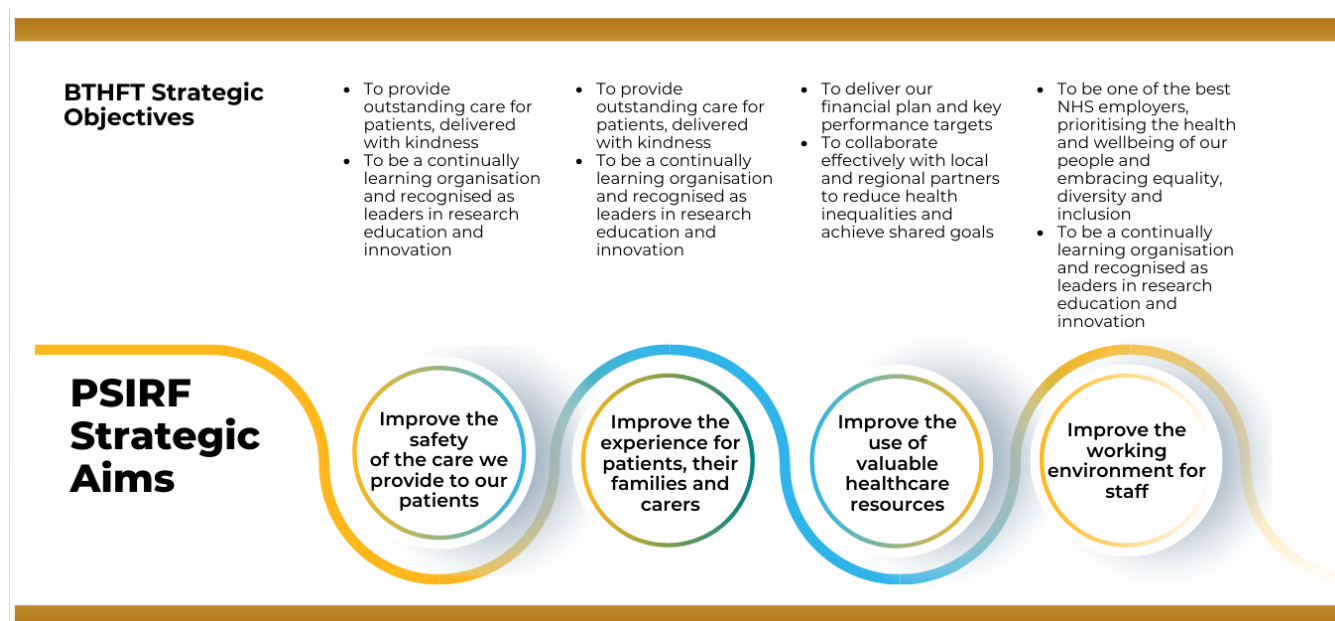 BTHFT Strategic
Objectives
• To provide
outstanding care for
patients, delivered
with kindness
• To be a continually
learning organisation
and recognised as
leaders in research
education and
innovation
• To provide
outstanding care for
patients, delivered
with kindness
• To be a continually
learning organisation
and recognised as
leaders in research
education and
innovation
• To deliver our
financial plan and key
performance targets
• To collaborate
effectively with local
and regional partners
to reduce health
inequalities and
achieve shared goals
• To be one of the best
NHS employers,
prioritising the health
and wellbeing of our
people and
embracing equality,
diversity and
inclusion
• To be a continually
learning organisation
and recognised as
leaders in research
education and
innovation
PSIRF
Strategic
Aims
Improve the
safety
of the care we
provide to our
patients
Improve the
experience for
patients, their
families and
carers
Improve the
use of
valuable
healthcare
resources
Improve the
working
environment for
staff